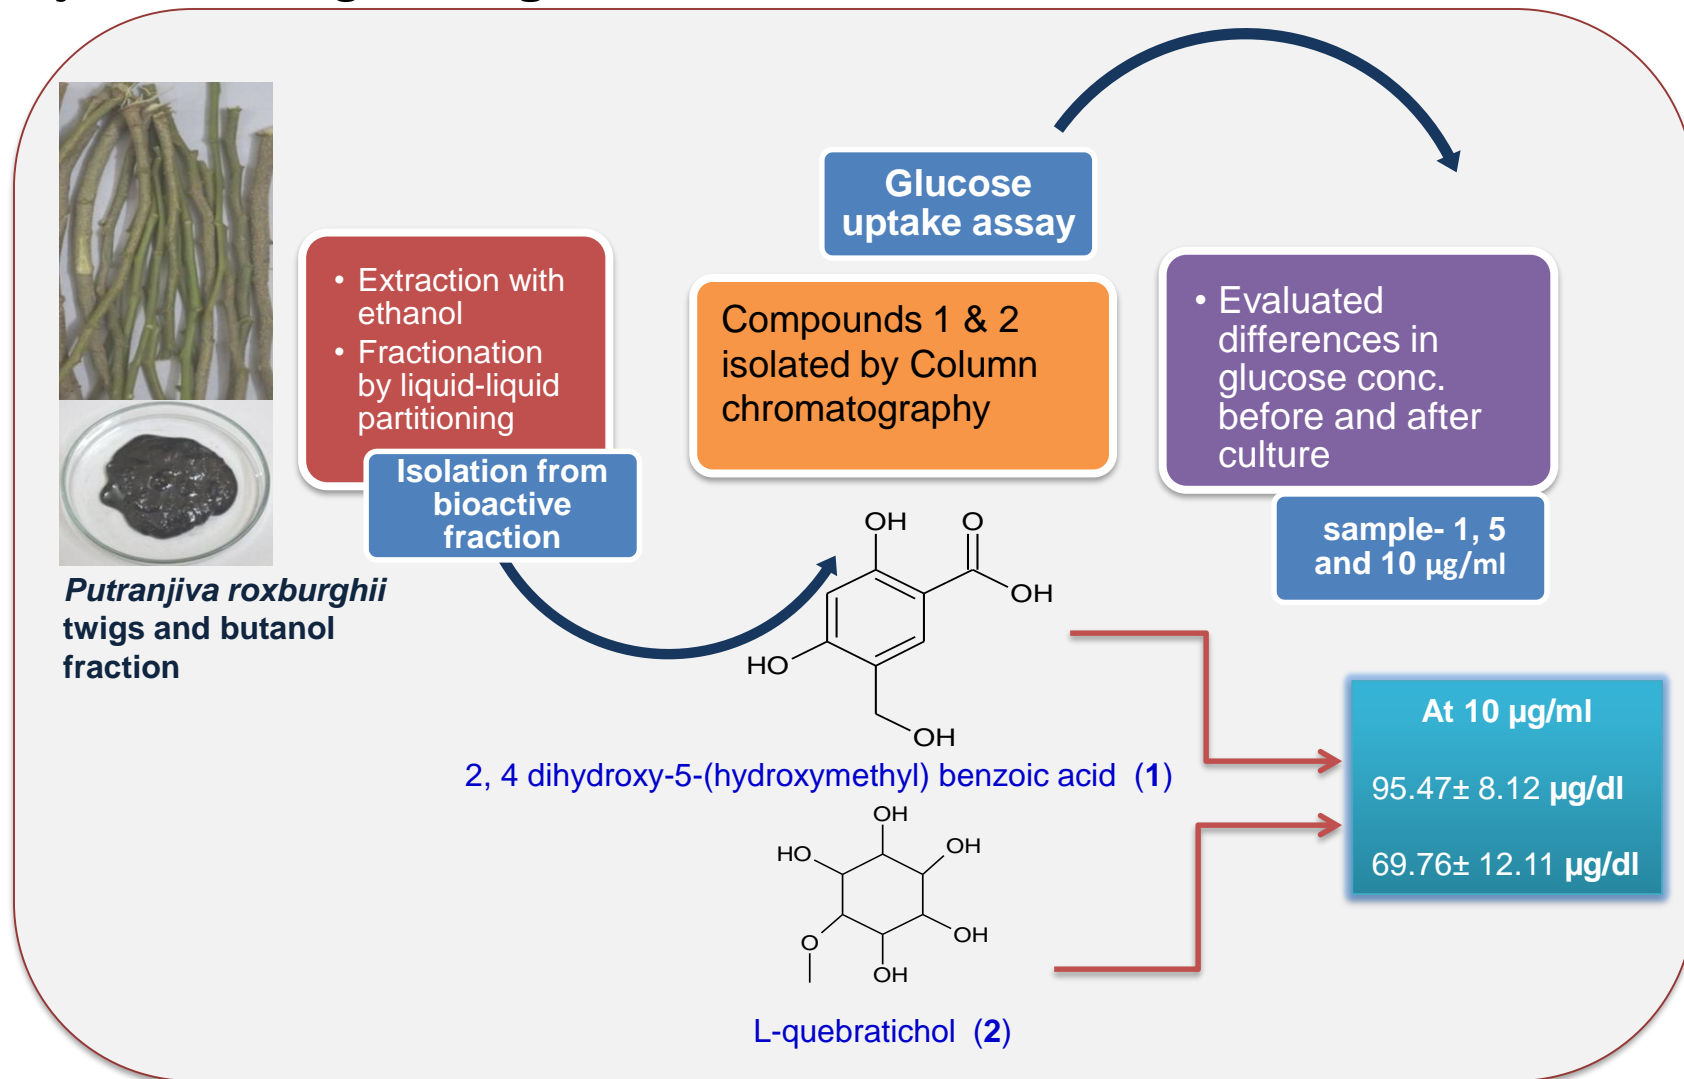 Glucose
uptake assay
• Extraction with
ethanol
• Fractionation
by liquid-liquid
partitioning
Isolation from
bioactive
fraction
Compounds 1 & 2
isolated by Column
chromatography
• Evaluated
differences in
glucose conc.
before and after
culture
sample- 1, 5
and 10 µg/ml
Putranjiva roxburghii
twigs and butanol
fraction
OH
O
OH
HO
OH
2, 4 dihydroxy-5-(hydroxymethyl) benzoic acid (1)
OH
HO
OH
O
OH
OH
L-quebratichol (2)
At 10 µg/ml
95.47± 8.12 µg/dl
69.76± 12.11 µg/dl